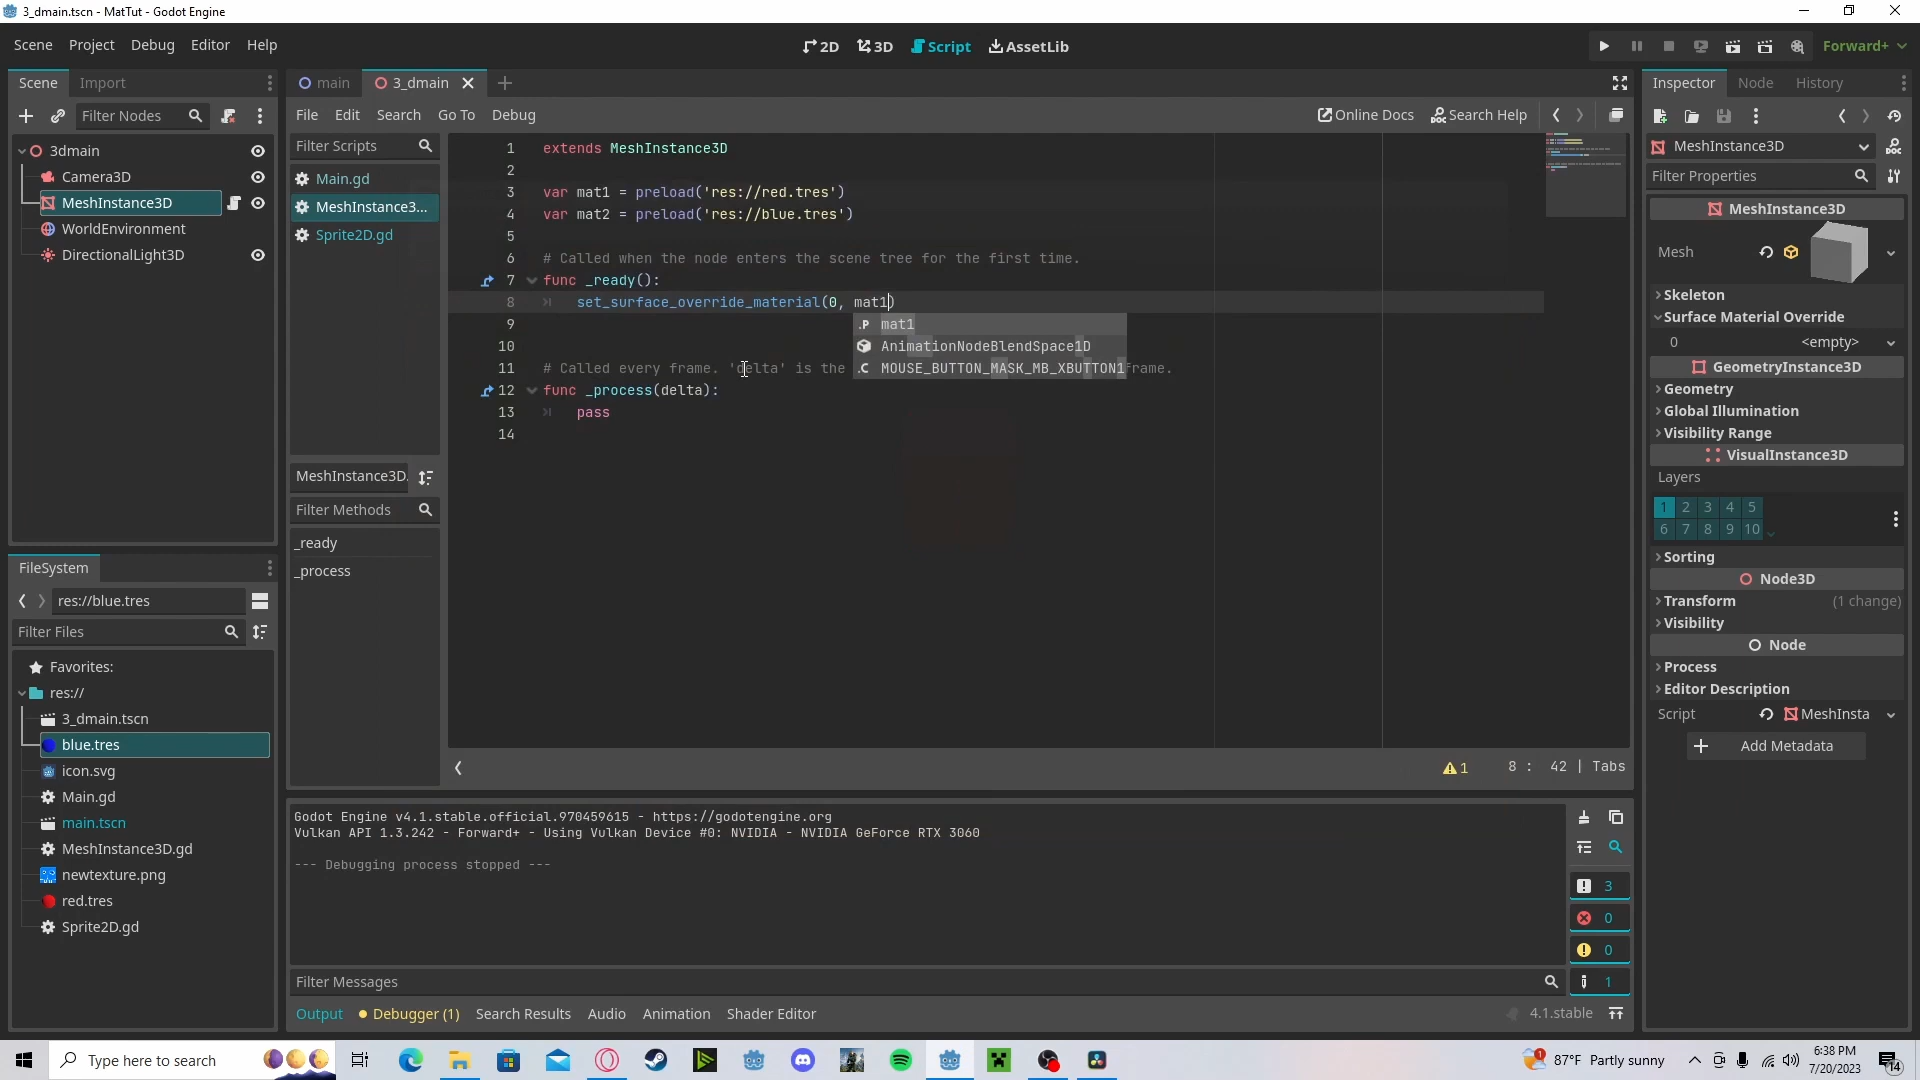 3_dmain.tscn - MatTut - Godot Engine
Scene Project Debug Editor Help
2D 3D Script AssetLib
Forward+
Scene Import
Filter Nodes
3dmain
Camera3D
MeshInstance3D
WorldEnvironment
DirectionalLight3D
FileSystem
res://blue.tres
Filter Files
Favorites:
res://
3_dmain.tscn
blue.tres
icon.svg
Main.gd
main.tscn
MeshInstance3D.gd
newtexture.png
red.tres
Sprite2D.gd
main 3_dmain
File Edit Search Go To Debug
Online Docs Search Help
Filter Scripts
Main.gd
MeshInstance3...
Sprite2D.gd
MeshInstance3D.
Filter Methods
_ready
_process
1 extends MeshInstance3D
2
3 var mat1 = preload('res://red.tres')
4 var mat2 = preload('res://blue.tres')
5
6 # Called when the node enters the scene tree for the first time.
7 func _ready():
8 set_surface_override_material(0, mat1)
9
10
11 # Called every frame. 'delta' is the frame.
12 func _process(delta):
13 pass
14
.P mat1
AnimationNodeBlendSpace1D
.C MOUSE_BUTTON_MASK_MB_XBUTTON1
1 8 : 42 | Tabs
Godot Engine v4.1.stable.official.970459615 - https://godotengine.org
Vulkan API 1.3.242 - Forward+ - Using Vulkan Device #0: NVIDIA - NVIDIA GeForce RTX 3060
--- Debugging process stopped ---
3
0
0
1
Filter Messages
Output Debugger (1) Search Results Audio Animation Shader Editor
4.1.stable
Inspector Node History
MeshInstance3D
Filter Properties
MeshInstance3D
Mesh
Skeleton
Surface Material Override
0 <empty>
GeometryInstance3D
Geometry
Global Illumination
Visibility Range
VisualInstance3D
Layers
1 2 3 4 5
6 7 8 9 10
Sorting
Node3D
Transform (1 change)
Visibility
Node
Process
Editor Description
Script MeshInsta
Add Metadata
Type here to search
1
87°F Partly sunny
6:38 PM
7/20/2023
14